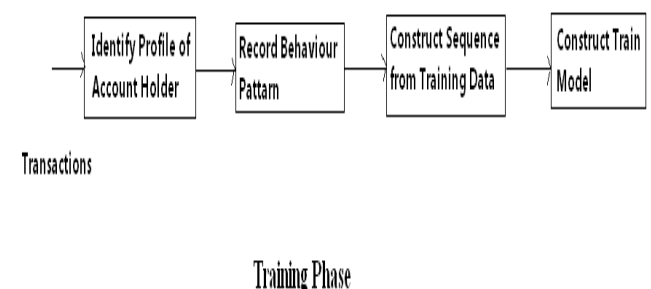 Identify Profile of
Account Holder
Record Behaviour
Pattarn
Construct Sequence
from Training Data
Construct Train
Model
Transactions
Training Phase